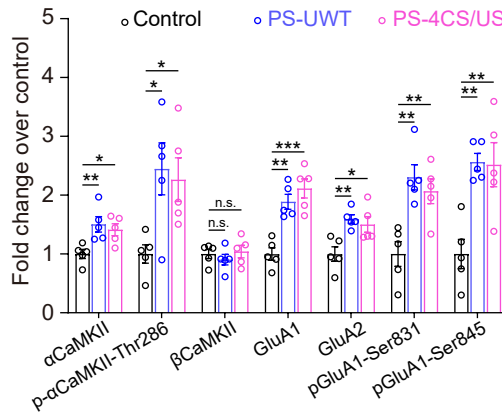 Control PS-UWT PS-4CS/US
Fold change over control
5
4
3
2
1
0
** *
* *
n.s. n.s.
** ***
** *
** **
** **
αCaMKII
p-αCaMKII-Thr286
βCaMKII
GluA1
GluA2
pGluA1-Ser831
pGluA1-Ser845